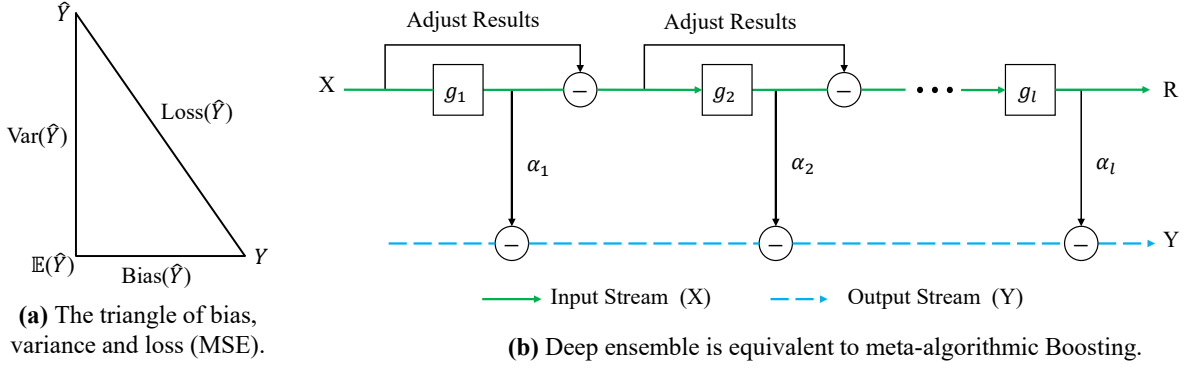 Ŷ
Loss(Ŷ)
Var(Ŷ)
𝔼(Ŷ)
Bias(Ŷ)
Y
(a) The triangle of bias,
variance and loss (MSE).
Adjust Results
Adjust Results
X
g₁
−
g₂
−
• • •
gₗ
R
α₁
α₂
αₗ
−
−
−
Y
Input Stream (X)
Output Stream (Y)
(b) Deep ensemble is equivalent to meta-algorithmic Boosting.